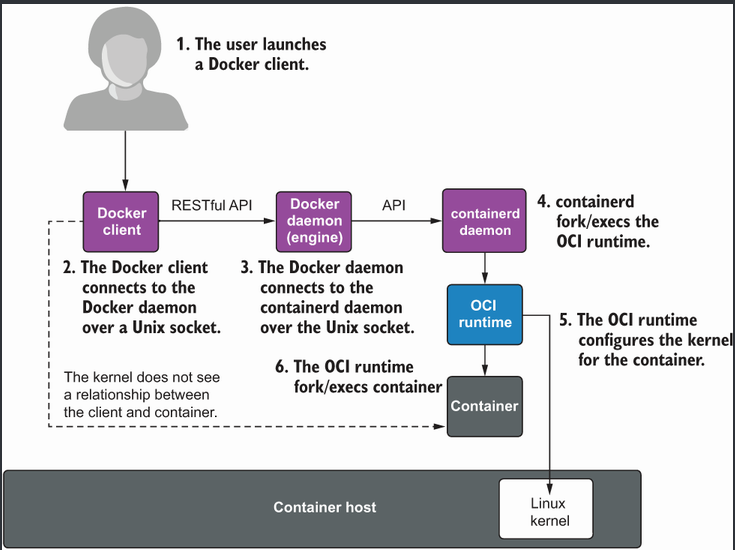 1. The user launches
a Docker client.
Docker
client
RESTful API
Docker
daemon
(engine)
API
containerd
daemon
4. containerd
fork/execs the
OCI runtime.
2. The Docker client
connects to the
Docker daemon
over a Unix socket.
3. The Docker daemon
connects to the
containerd daemon
over the Unix socket.
OCI
runtime
5. The OCI runtime
configures the kernel
for the container.
6. The OCI runtime
fork/execs container
The kernel does not see
a relationship between
the client and container.
Container
Container host
Linux
kernel